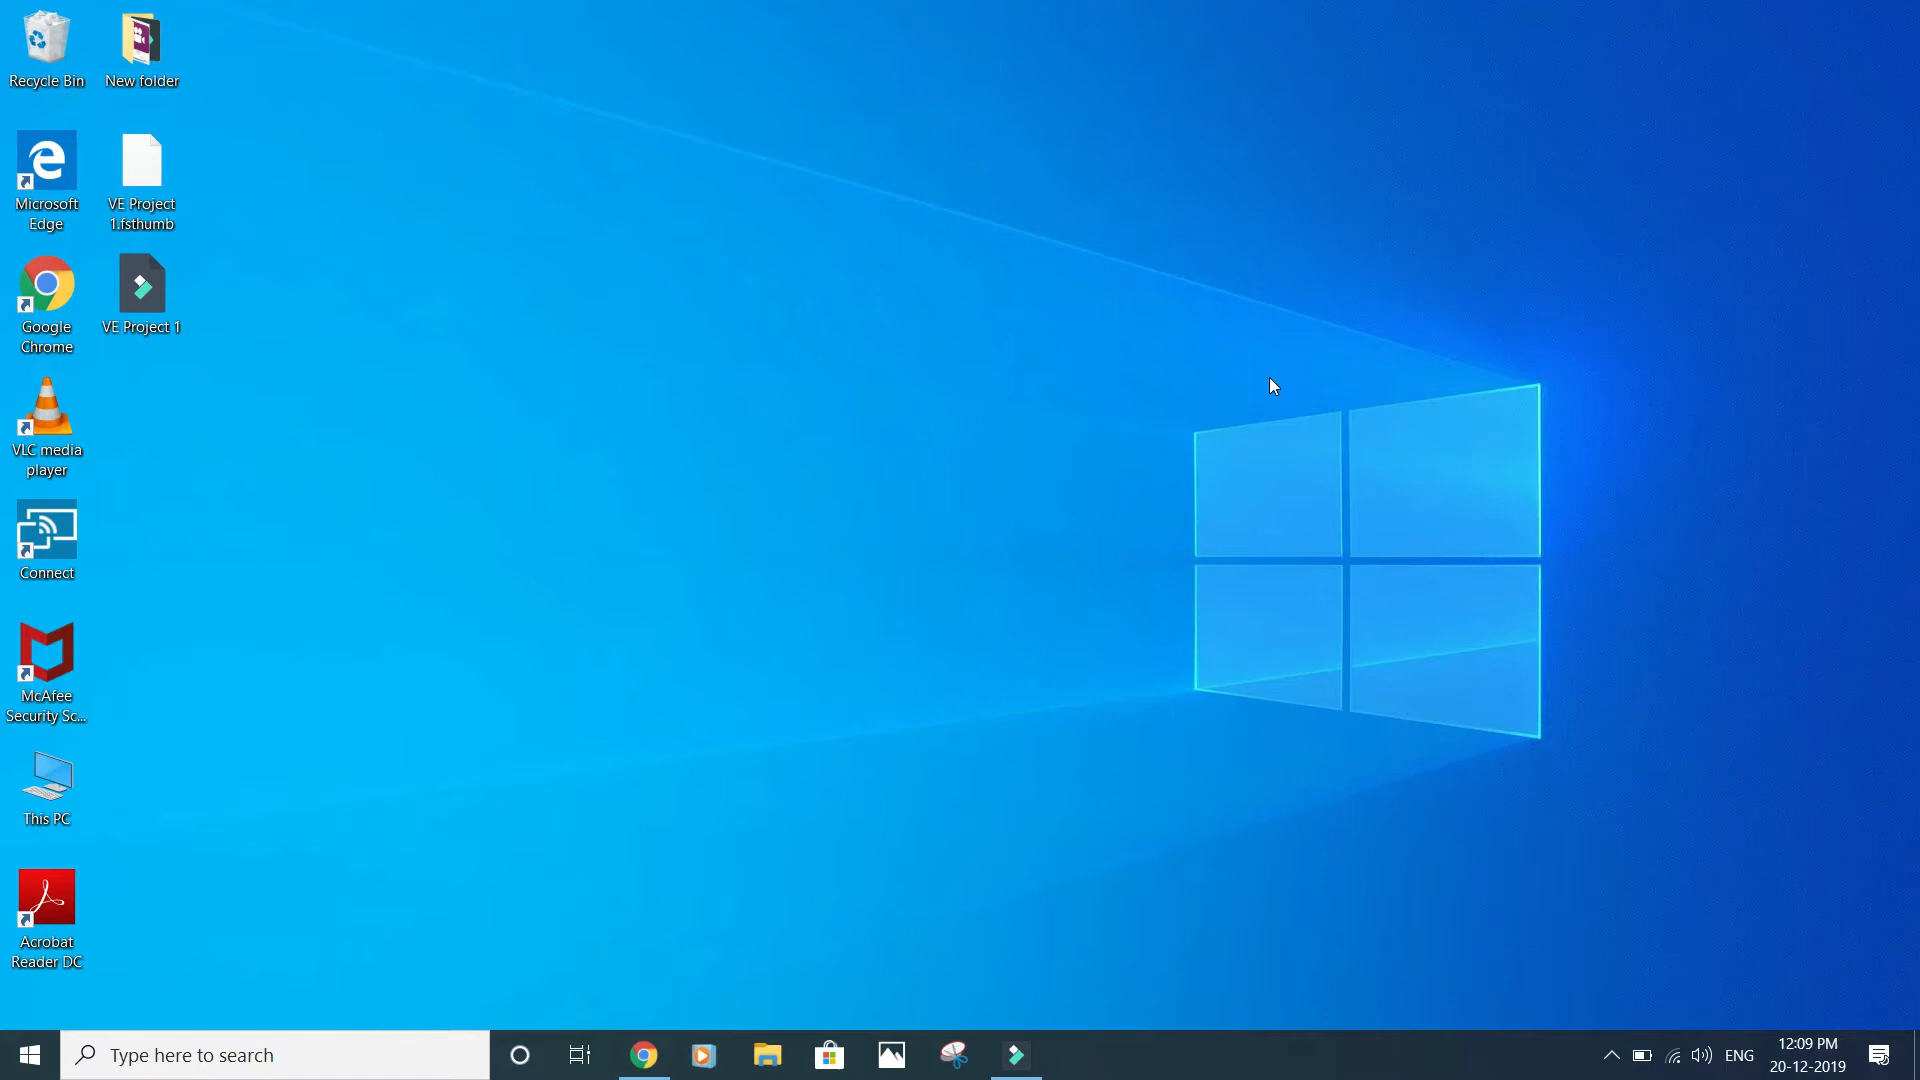 Recycle Bin
New folder
Microsoft
Edge
VE Project
1.fsthumb
Google
Chrome
VE Project 1
VLC media
player
Connect
McAfee
Security Sc...
This PC
Acrobat
Reader DC
Type here to search
ENG
12:09 PM
20-12-2019